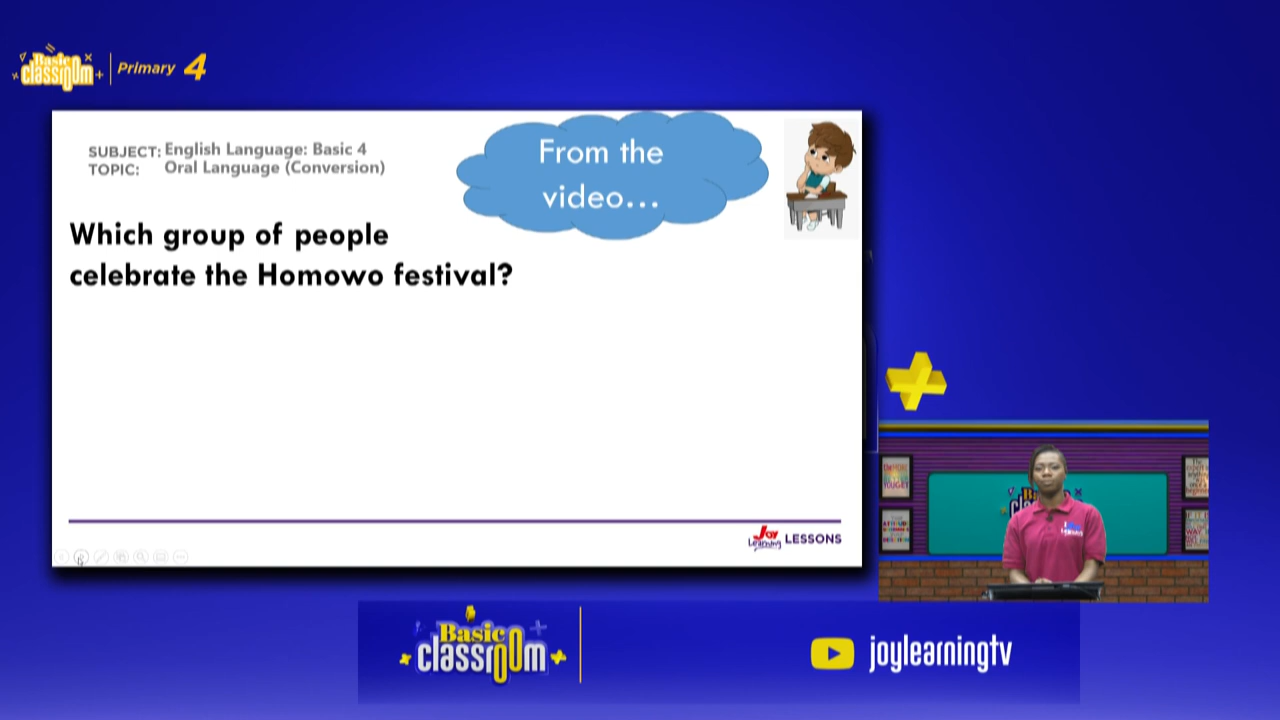 Basic
classroom
Primary 4
SUBJECT: English Language: Basic 4
TOPIC: Oral Language (Conversion)
From the
video...
Which group of people
celebrate the Homowo festival?
Joy
Learning LESSONS
Basic
classroom
joylearningtv